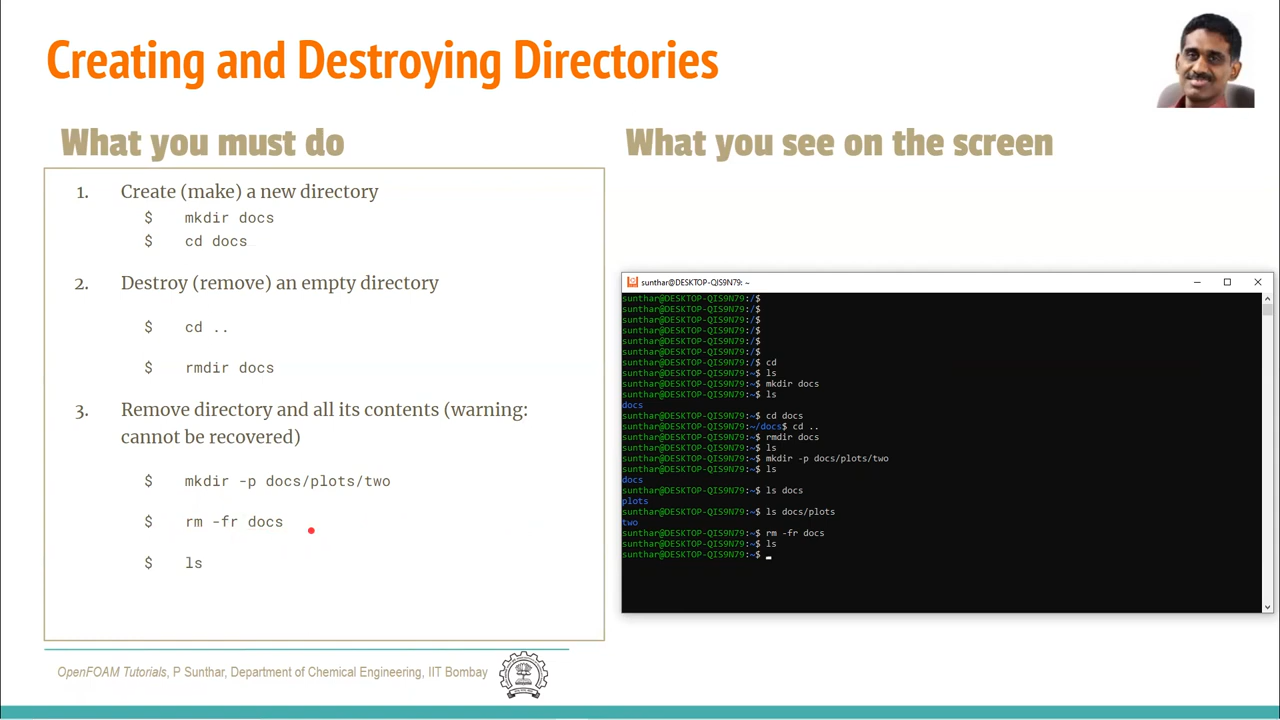 Creating and Destroying Directories
What you must do
1. Create (make) a new directory
$ mkdir docs
$ cd docs
2. Destroy (remove) an empty directory
$ cd ..
$ rmdir docs
3. Remove directory and all its contents (warning:
cannot be recovered)
$ mkdir -p docs/plots/two
$ rm -fr docs
$ ls
What you see on the screen
sunthar@DESKTOP-QIS9N79: ~
sunthar@DESKTOP-QIS9N79:/$
sunthar@DESKTOP-QIS9N79:/$
sunthar@DESKTOP-QIS9N79:/$
sunthar@DESKTOP-QIS9N79:/$
sunthar@DESKTOP-QIS9N79:/$
sunthar@DESKTOP-QIS9N79:/$
sunthar@DESKTOP-QIS9N79:/$ cd
sunthar@DESKTOP-QIS9N79:~$ ls
sunthar@DESKTOP-QIS9N79:~$ mkdir docs
sunthar@DESKTOP-QIS9N79:~$ ls
docs
sunthar@DESKTOP-QIS9N79:~$ cd docs
sunthar@DESKTOP-QIS9N79:~/docs$ cd ..
sunthar@DESKTOP-QIS9N79:~$ rmdir docs
sunthar@DESKTOP-QIS9N79:~$ ls
sunthar@DESKTOP-QIS9N79:~$ mkdir -p docs/plots/two
sunthar@DESKTOP-QIS9N79:~$ ls
docs
sunthar@DESKTOP-QIS9N79:~$ ls docs
plots
sunthar@DESKTOP-QIS9N79:~$ ls docs/plots
two
sunthar@DESKTOP-QIS9N79:~$ rm -fr docs
sunthar@DESKTOP-QIS9N79:~$ ls
sunthar@DESKTOP-QIS9N79:~$ _
OpenFOAM Tutorials, P Sunthar, Department of Chemical Engineering, IIT Bombay